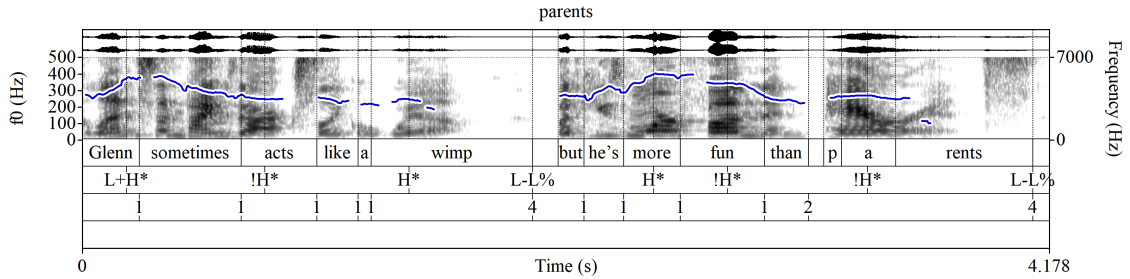 parents
500
400
300
200
100
0
f0 (Hz)
7000
0
Frequency (Hz)
Glenn sometimes acts like a wimp but he's more fun than p a rents
L+H* !H* H* L-L% H* !H* !H* L-L%
1 1 1 1 1 4 1 1 1 1 2 4
0 Time (s) 4.178